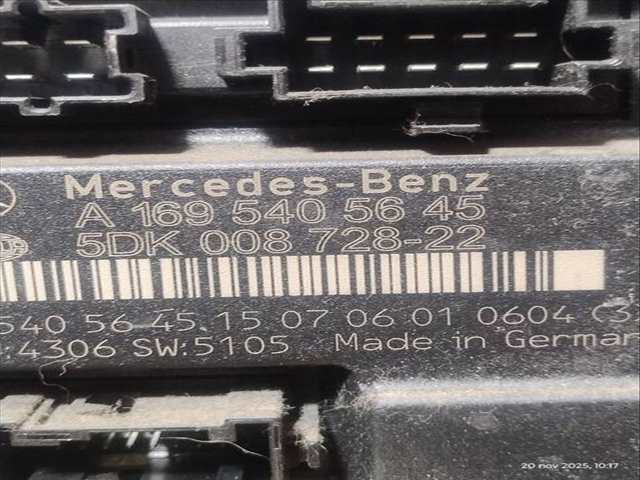 Mercedes-Benz
A 169 540 56 45
5DK 008 728-22
540 56 45.15 07 06 01 0604 C3
:4306 SW:5105 Made in German
20 nov 2025, 10:17